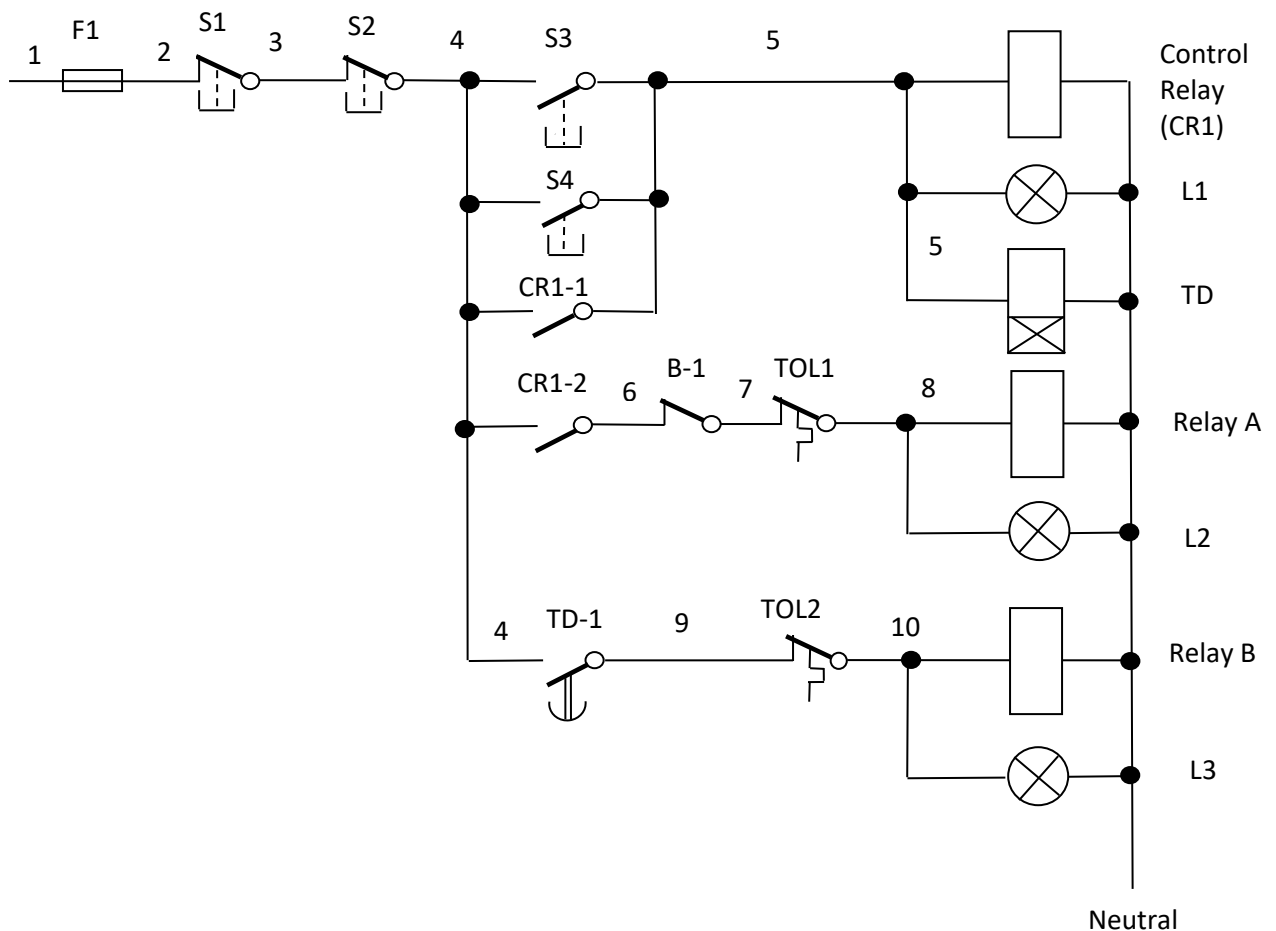 1
F1
2
S1
3
S2
4
S3
5
Control
Relay
(CR1)
S4
L1
5
CR1-1
TD
CR1-2
6
B-1
7
TOL1
8
Relay A
L2
4
TD-1
9
TOL2
10
Relay B
L3
Neutral